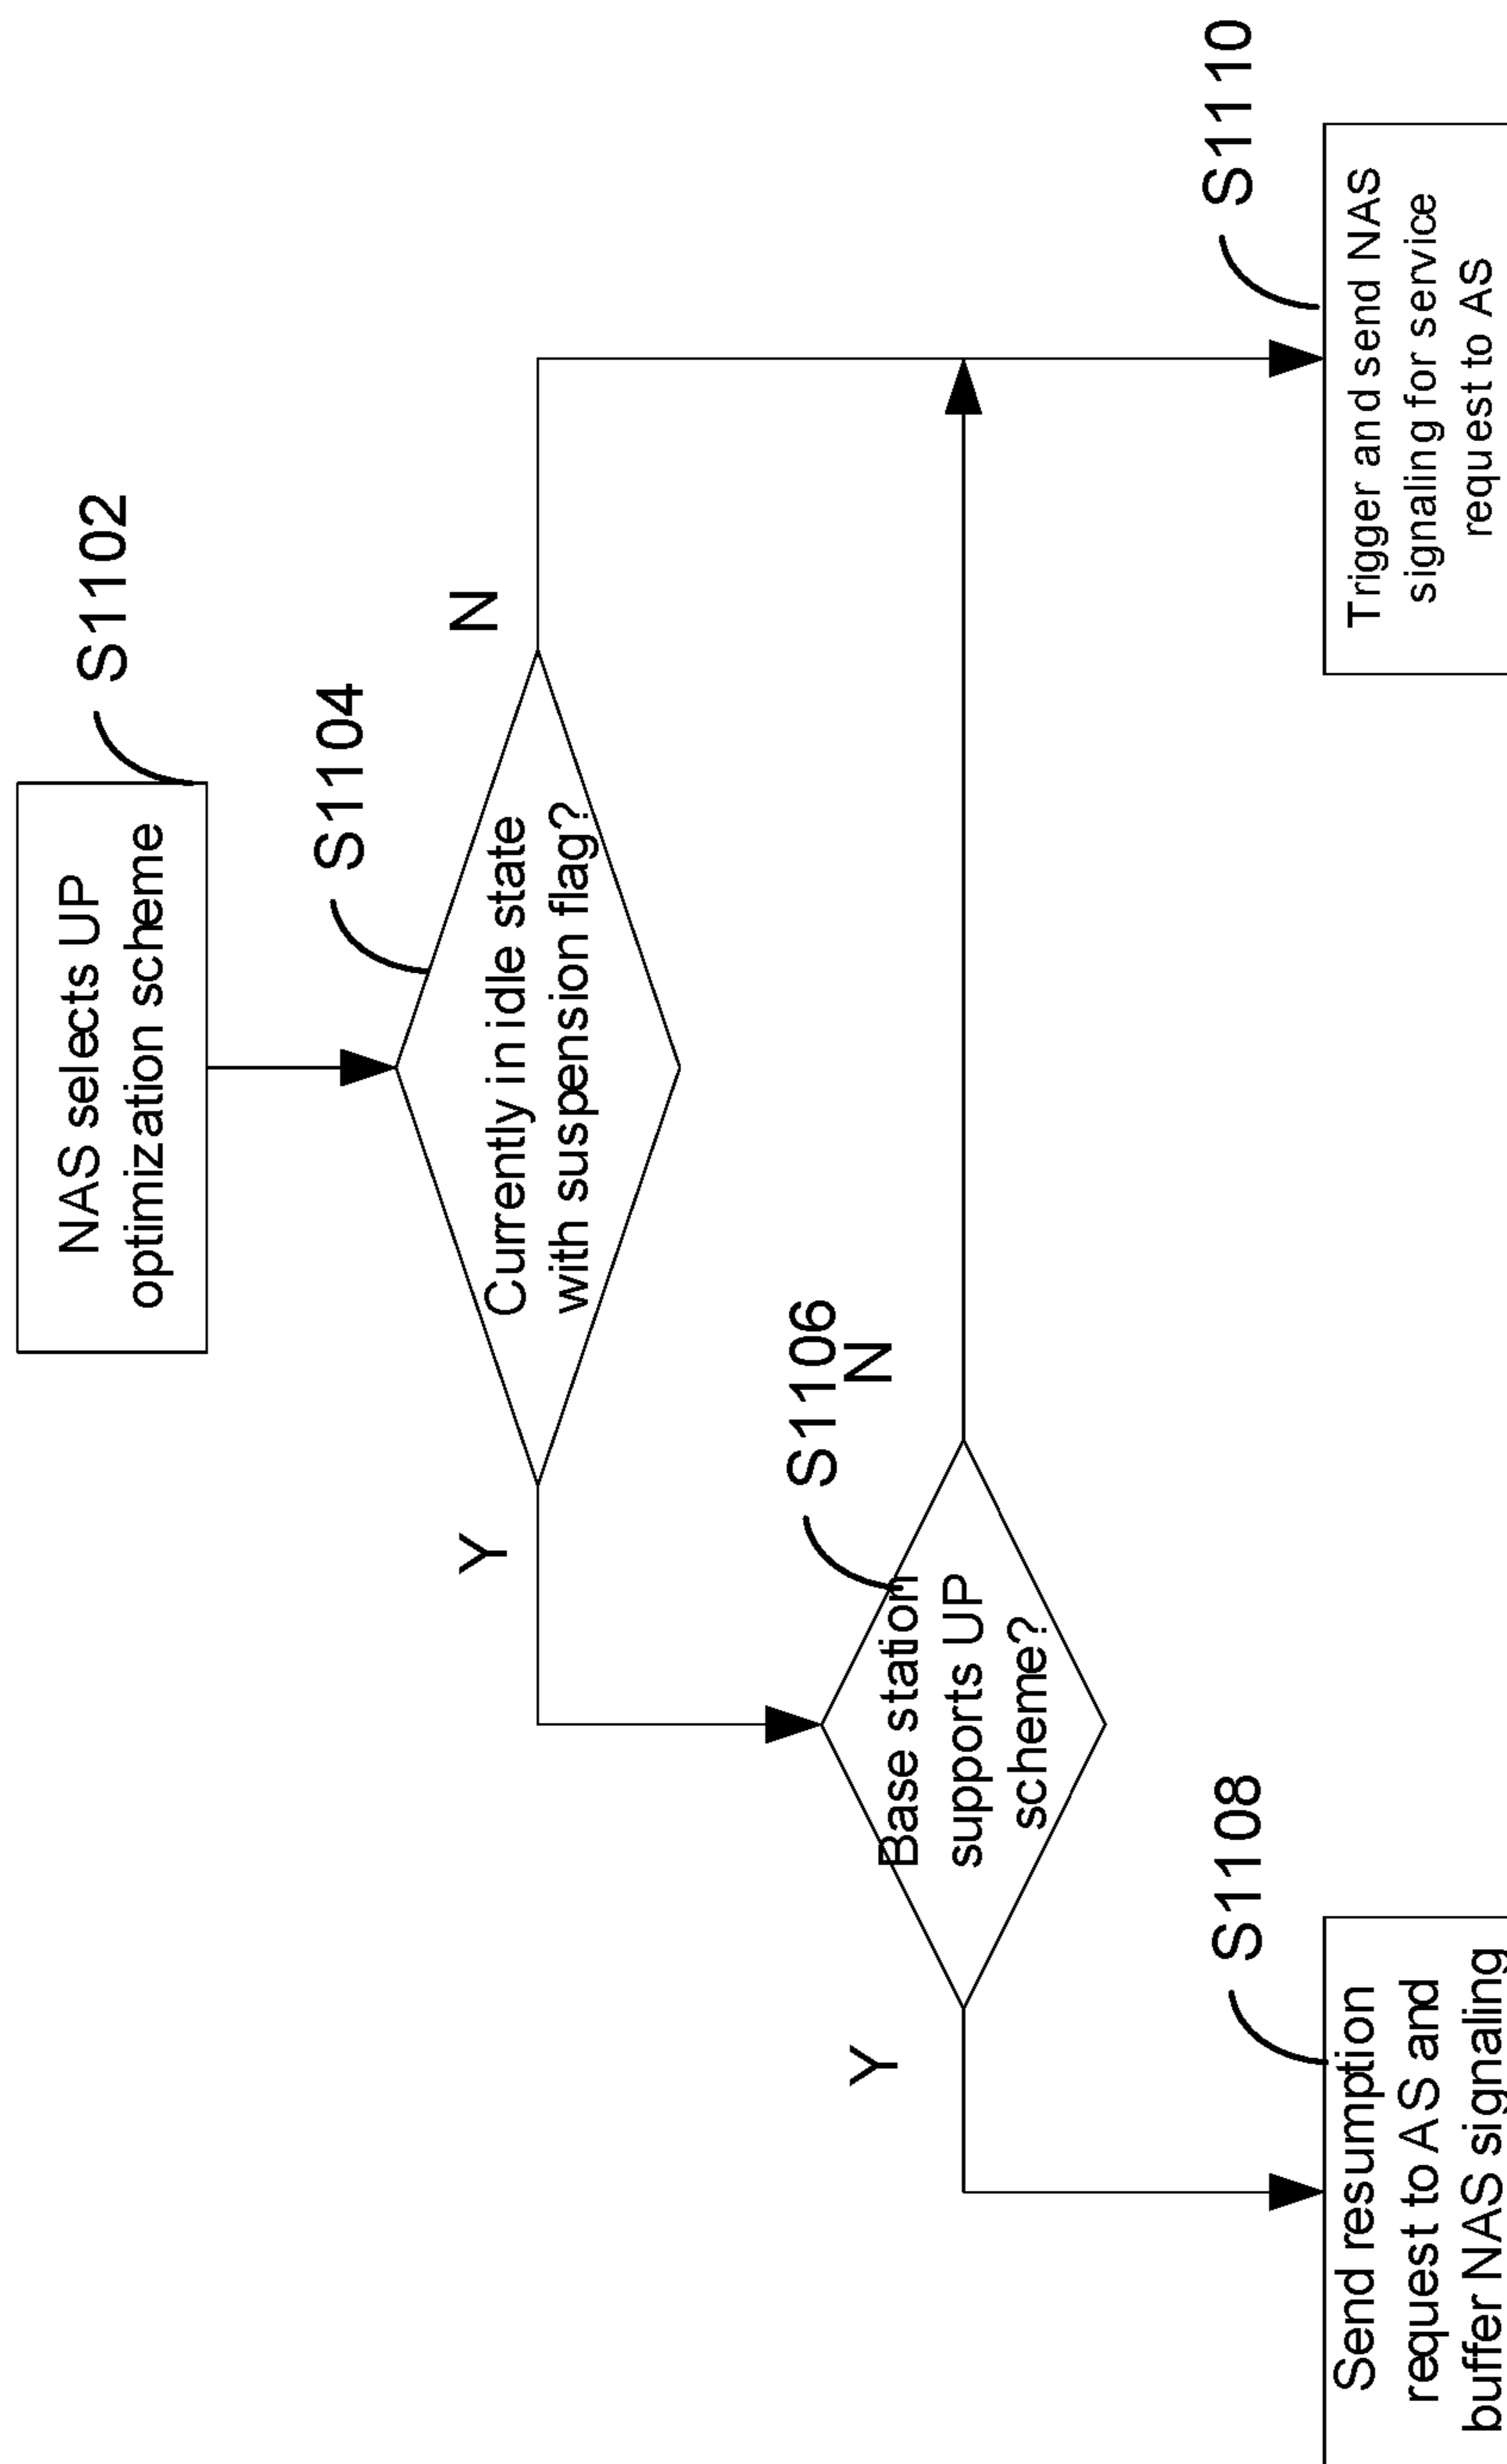 NAS selects UP
optimization scheme
S1102
Currently in idle state
with suspension flag?
S1104
Y
N
Base station
supports UP
scheme?
S1106
N
Y
Send resumption
request to AS and
buffer NAS signaling
S1108
Trigger and send NAS
signaling for service
request to AS
S1110